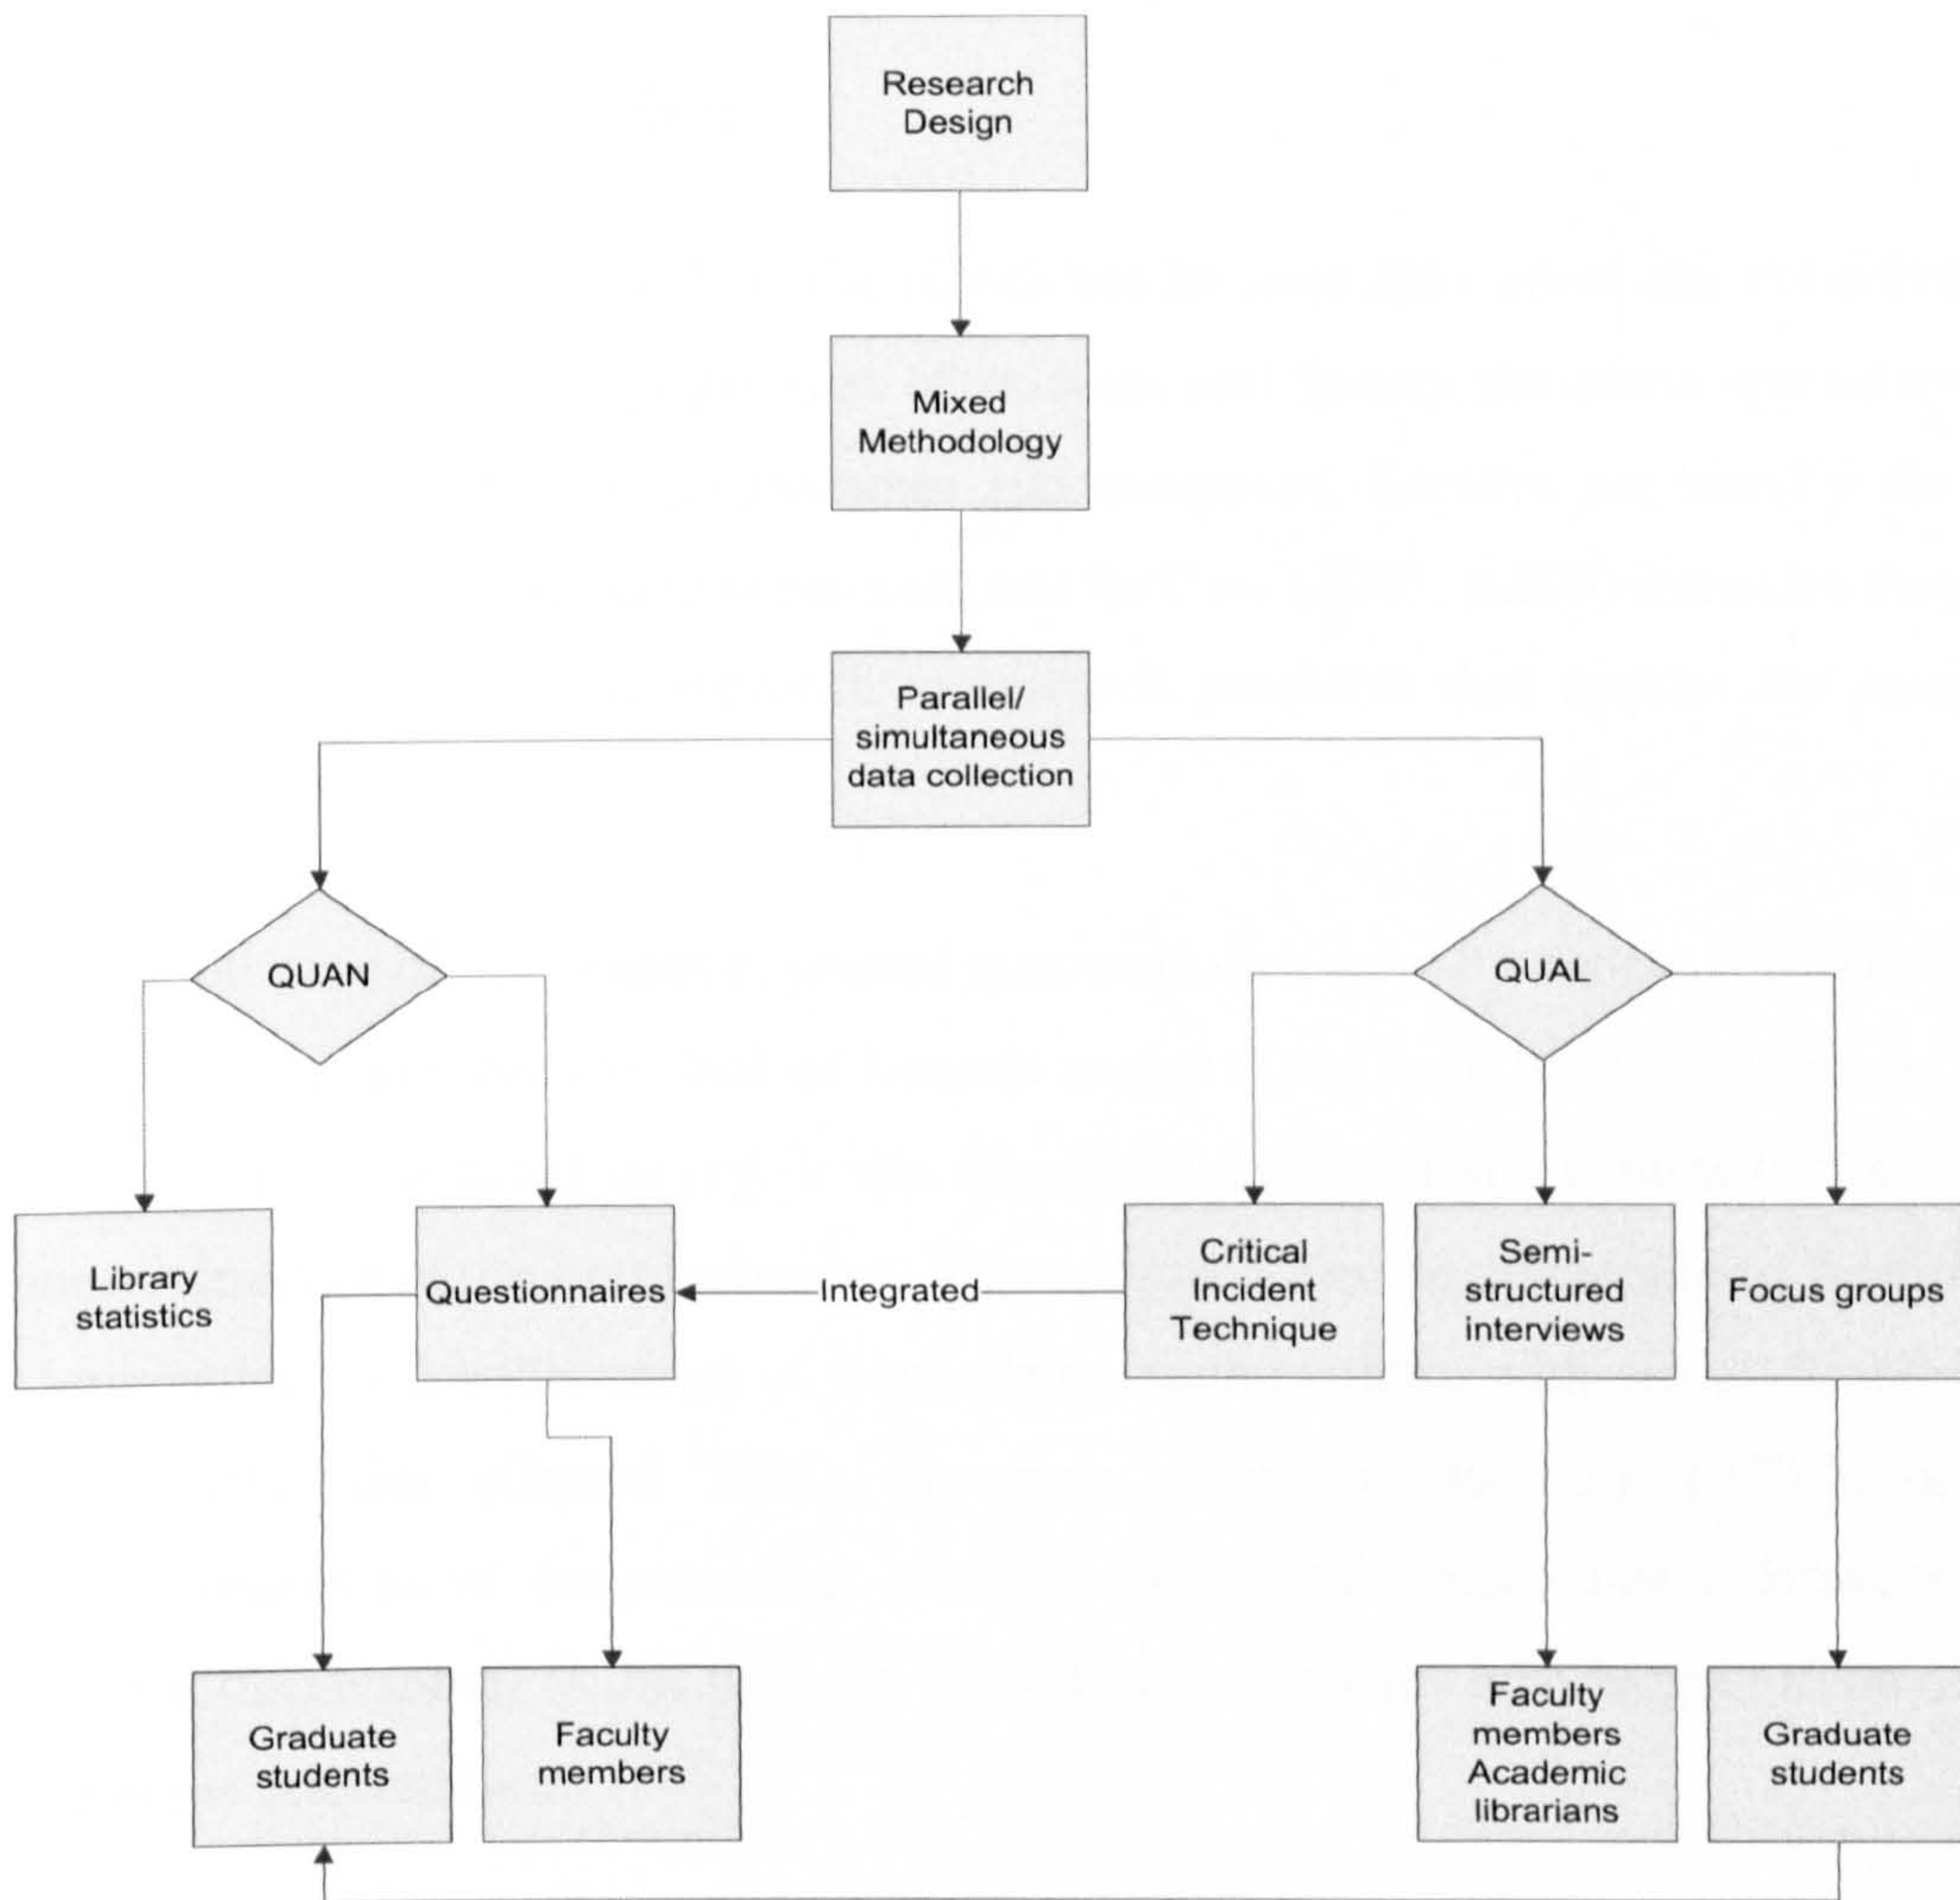 Research
Design
Mixed
Methodology
Parallel/
simultaneous
data collection
QUAN
QUAL
Library
statistics
Questionnaires
Integrated
Critical
Incident
Technique
Semi-
structured
interviews
Focus groups
Graduate
students
Faculty
members
Faculty
members
Academic
librarians
Graduate
students